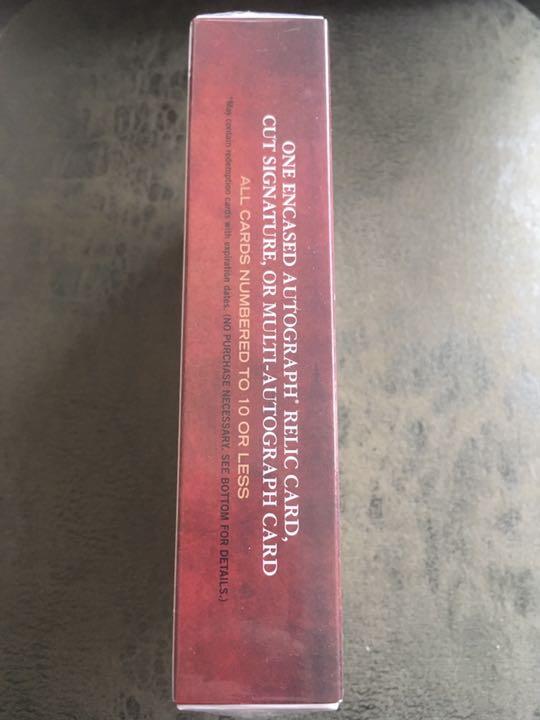 ONE ENCASED AUTOGRAPH* RELIC CARD,
CUT SIGNATURE, OR MULTI-AUTOGRAPH CARD
ALL CARDS NUMBERED TO 10 OR LESS
*May contain redemption cards with expiration dates. (NO PURCHASE NECESSARY. SEE BOTTOM FOR DETAILS.)